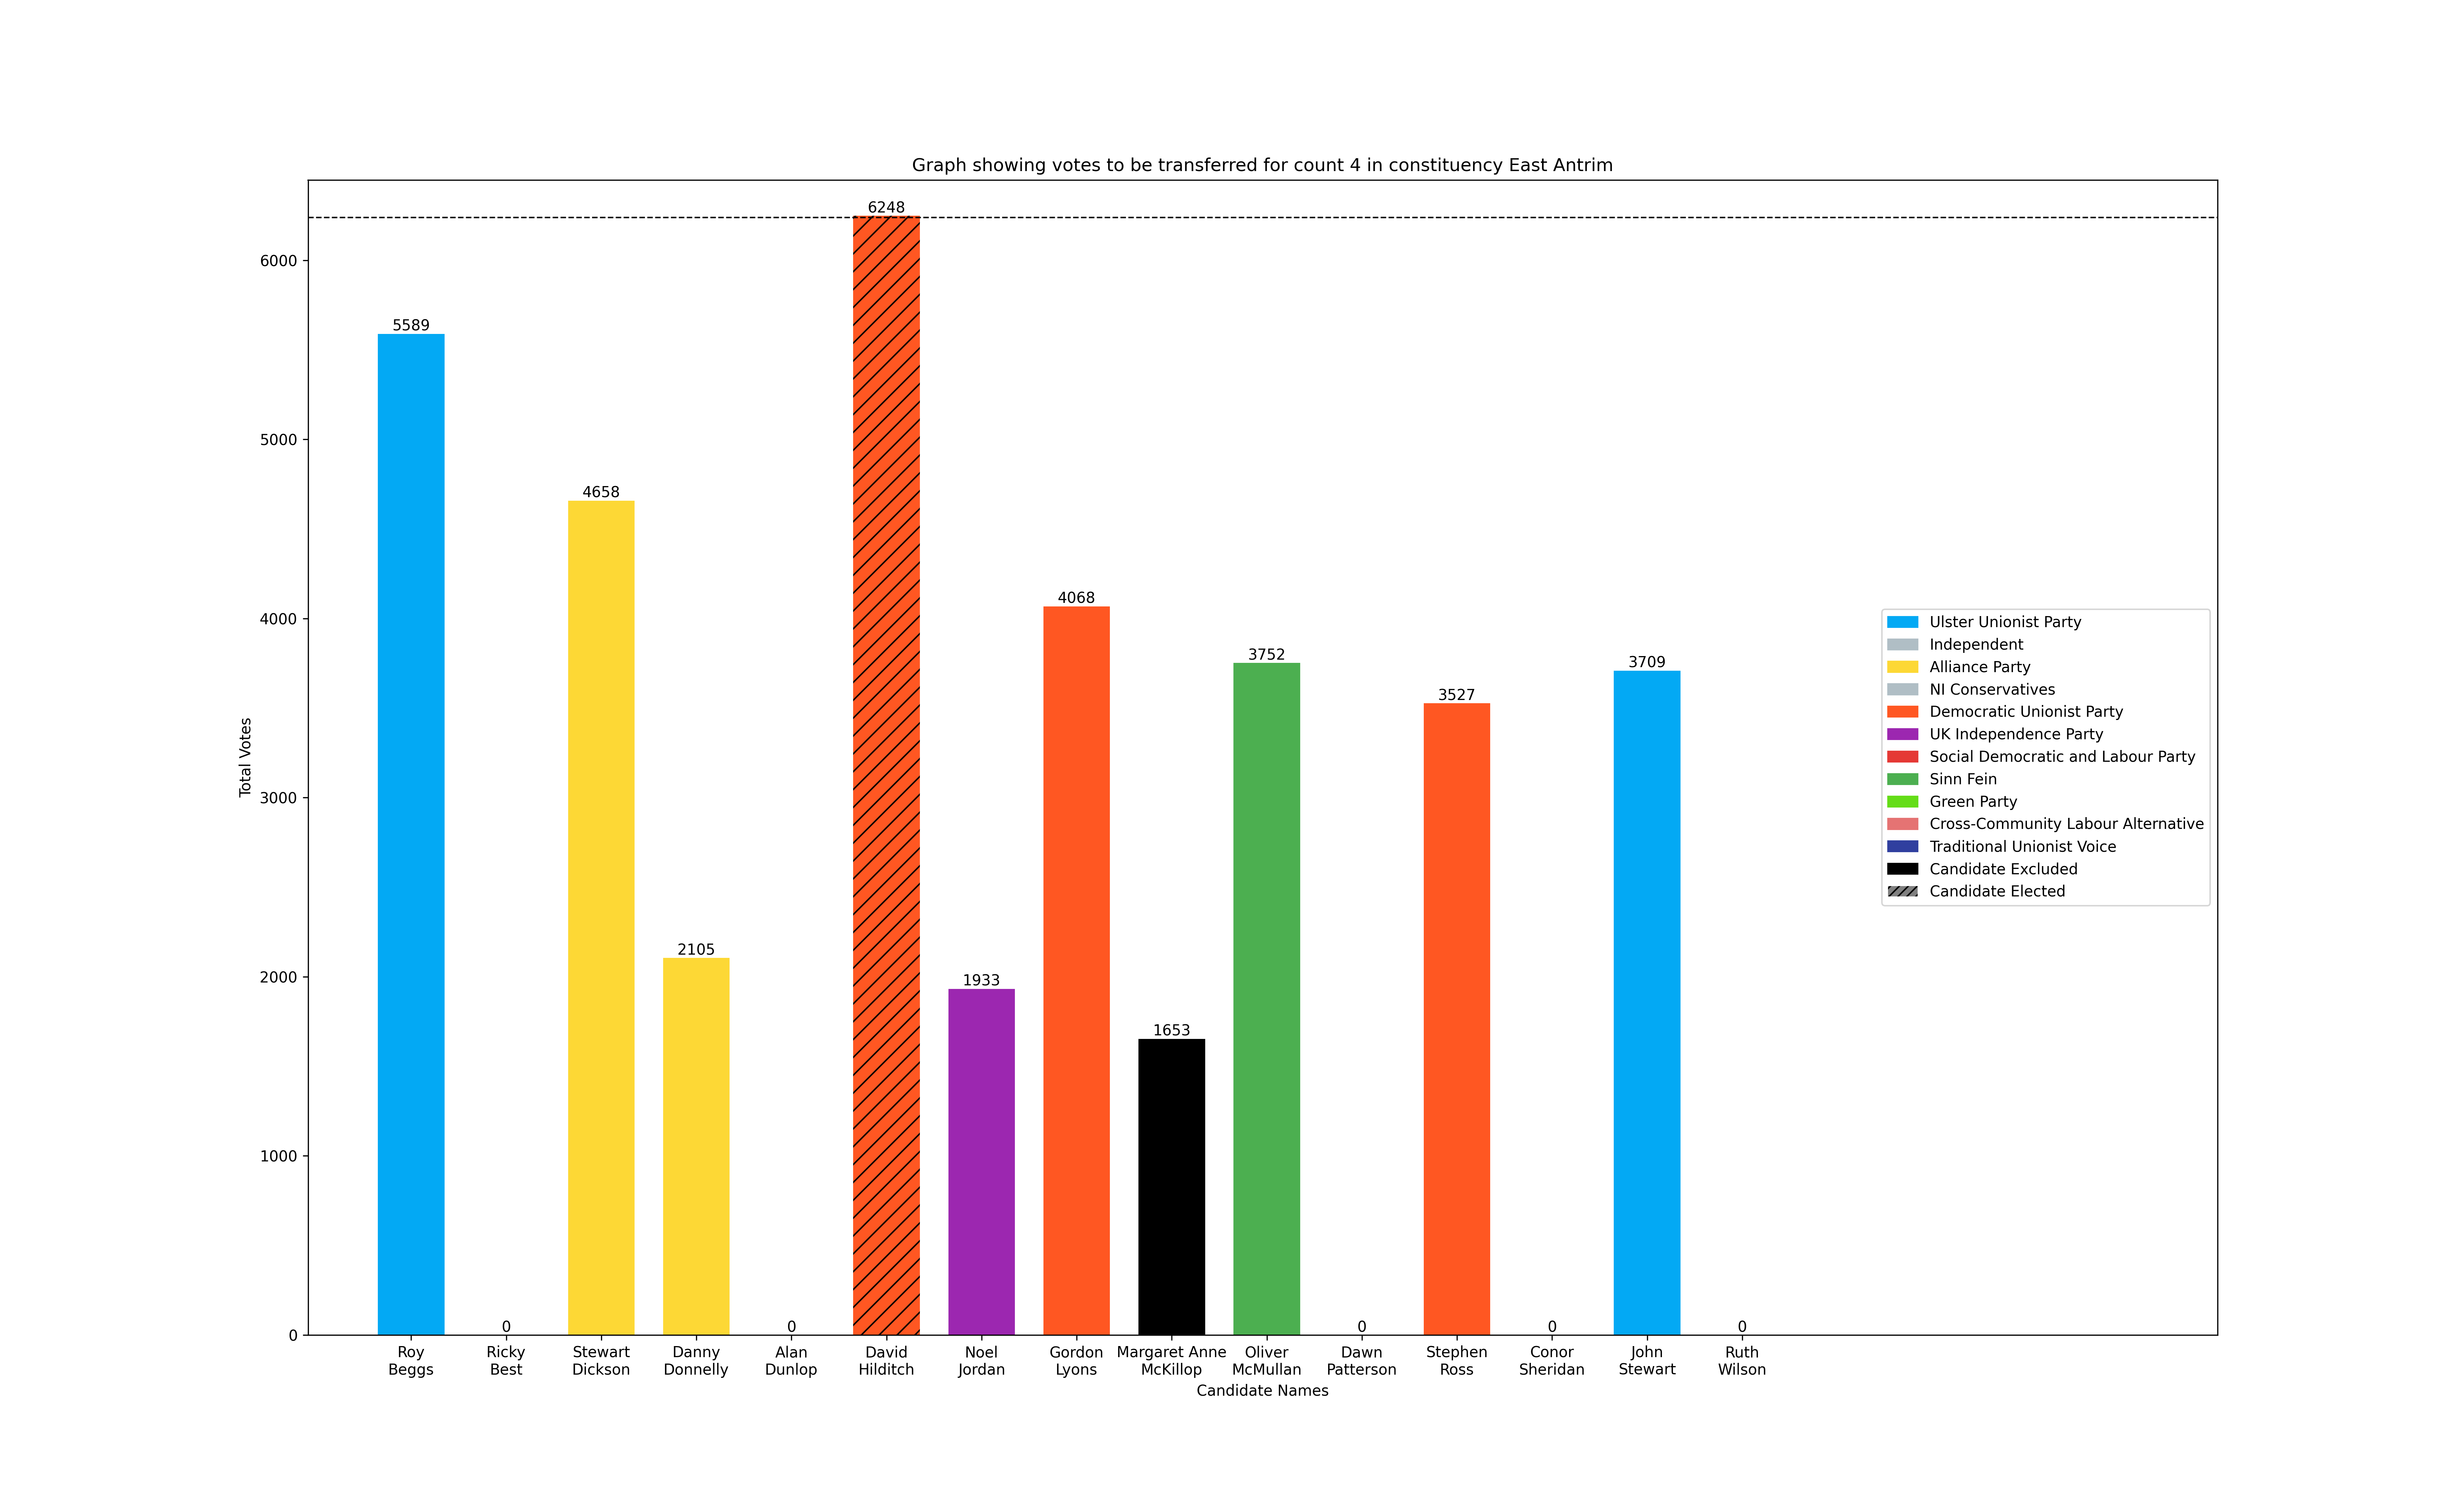 Graph showing votes to be transferred for count 4 in constituency East Antrim
Total Votes
6000
5000
4000
3000
2000
1000
0
5589
0
4658
2105
0
6248
1933
4068
1653
3752
0
3527
0
3709
0
Roy
Beggs
Ricky
Best
Stewart
Dickson
Danny
Donnelly
Alan
Dunlop
David
Hilditch
Noel
Jordan
Gordon
Lyons
Margaret Anne
McKillop
Oliver
McMullan
Dawn
Patterson
Stephen
Ross
Conor
Sheridan
John
Stewart
Ruth
Wilson
Candidate Names
Ulster Unionist Party
Independent
Alliance Party
NI Conservatives
Democratic Unionist Party
UK Independence Party
Social Democratic and Labour Party
Sinn Fein
Green Party
Cross-Community Labour Alternative
Traditional Unionist Voice
Candidate Excluded
Candidate Elected